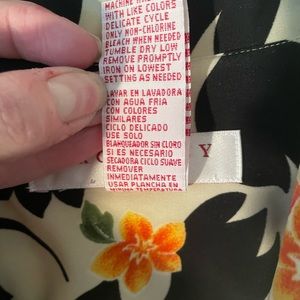 MACHINE WASH
WITH LIKE COLORS
DELICATE CYCLE
ONLY NON-CHLORINE
BLEACH WHEN NEEDED
TUMBLE DRY LOW
REMOVE PROMPTLY
IRON ON LOWEST
SETTING AS NEEDED
LAVAR EN LAVADORA
CON AGUA FRIA
CON COLORES
SIMILARES
CICLO DELICADO
USE SOLO
BLANQUEADOR SIN CLORO
SI ES NECESARIO
SECADORA CICLO SUAVE
REMOVER
INMEDIATAMENTE
USAR PLANCHA EN
MINIMA TEMPERATURA
Y